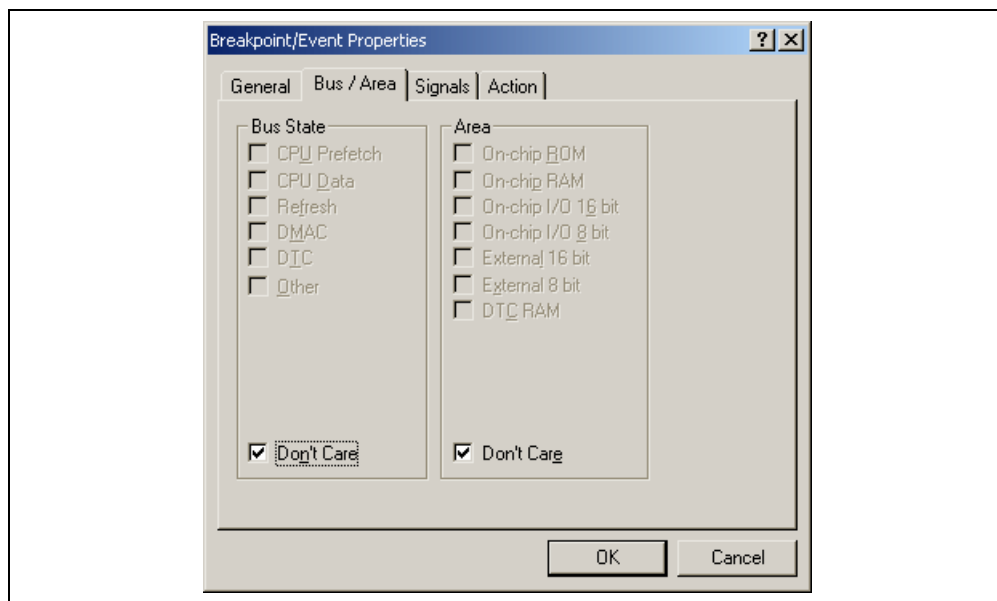 Breakpoint/Event Properties
General Bus / Area Signals Action
Bus State
CPU Prefetch
CPU Data
Refresh
DMAC
DTC
Other
Don't Care
Area
On-chip ROM
On-chip RAM
On-chip I/O 16 bit
On-chip I/O 8 bit
External 16 bit
External 8 bit
DTC RAM
Don't Care
OK Cancel